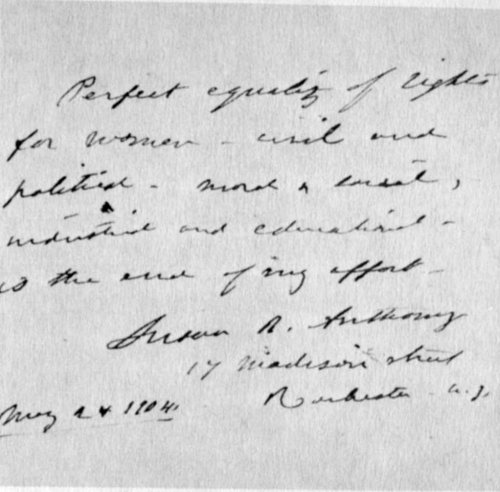 Perfect equality of rights
for women - civil and
political - moral & social,
industrial and educational -
is the end of my effort -
Susan B. Anthony
17 Madison street
Rochester - N.Y.
May 24 1904.